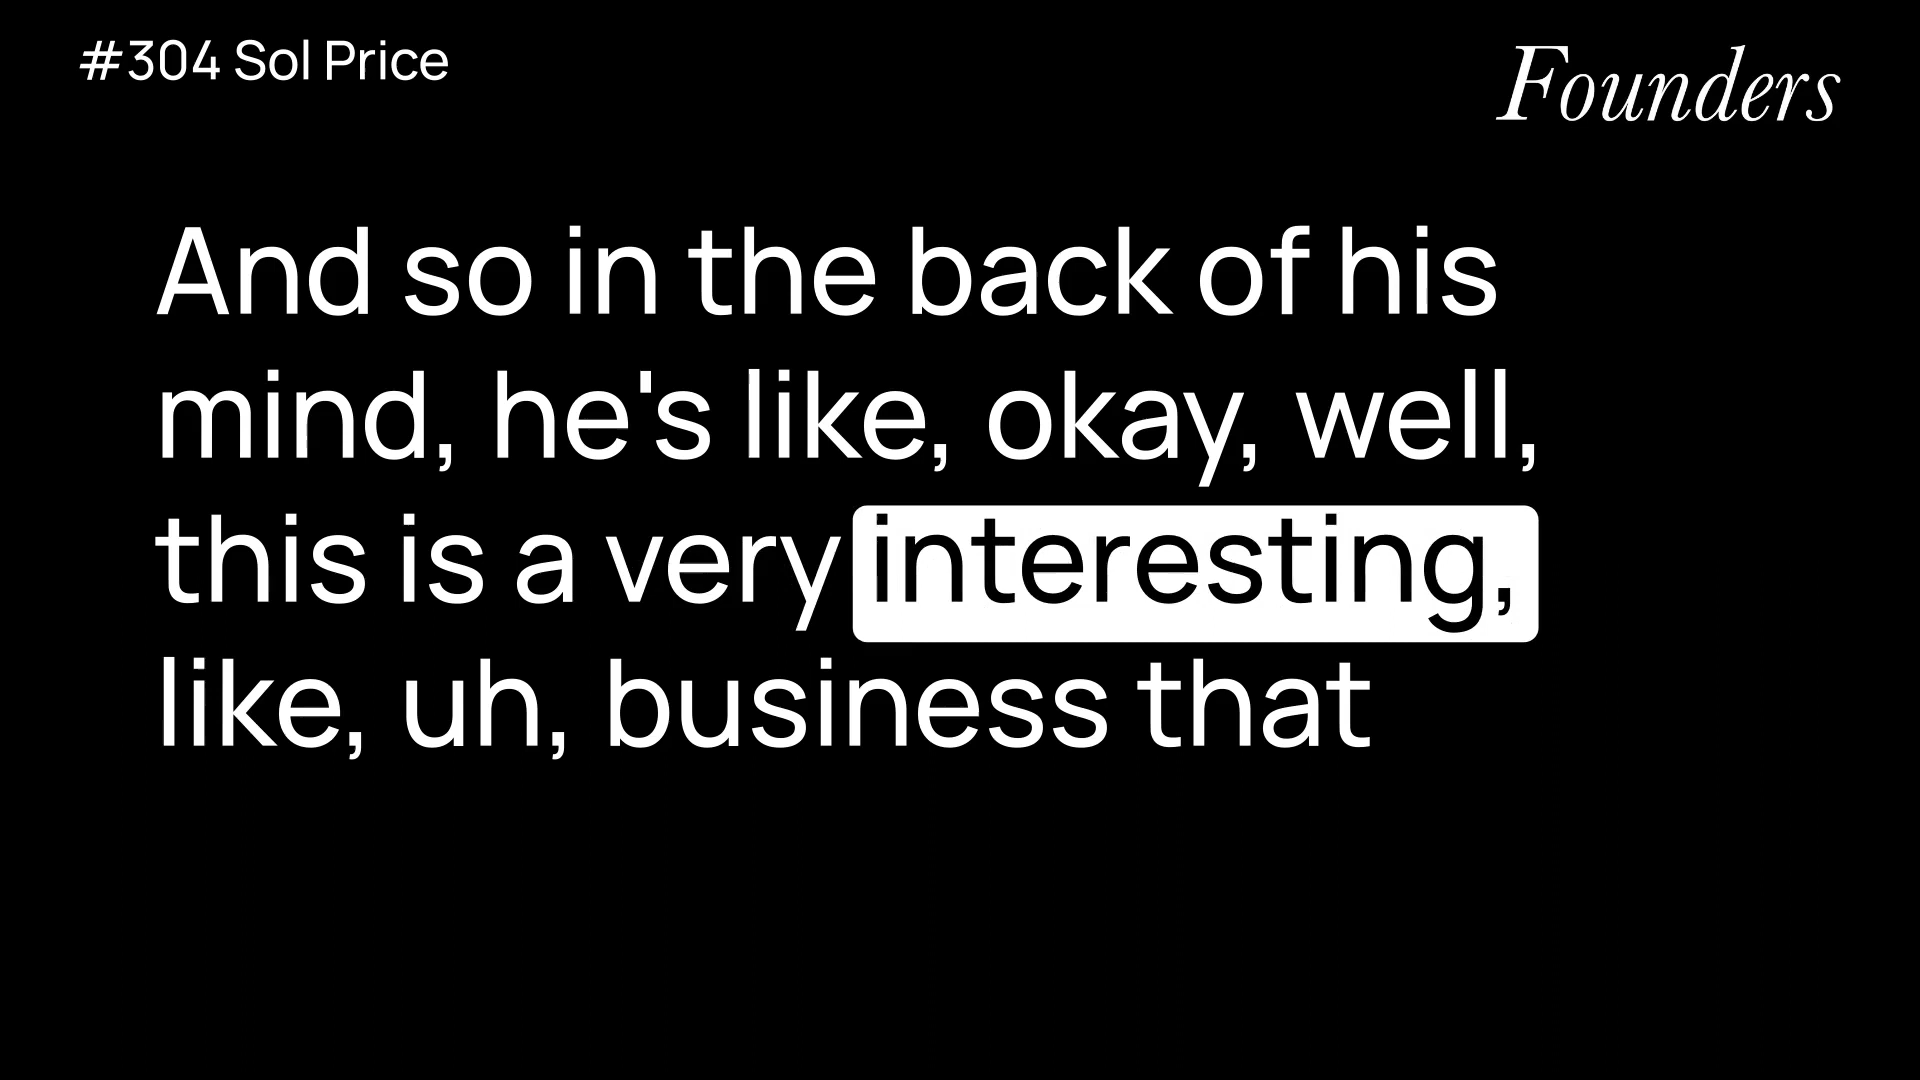 #304 Sol Price
Founders
And so in the back of his
mind, he's like, okay, well,
this is a very interesting,
like, uh, business that